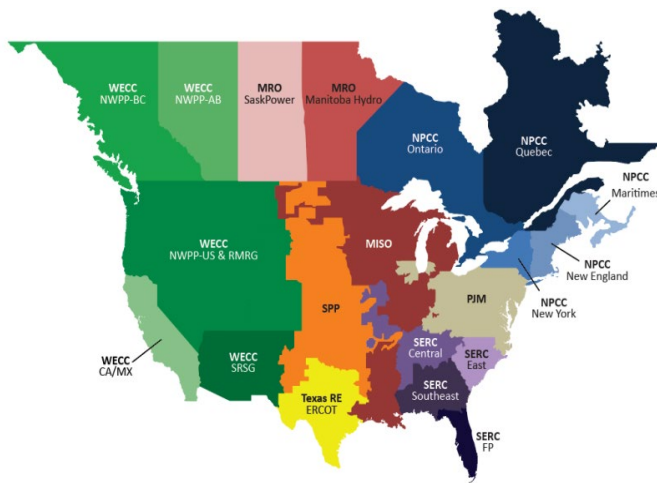 WECC
NWPP-BC
WECC
NWPP-AB
MRO
SaskPower
MRO
Manitoba Hydro
NPCC
Ontario
NPCC
Quebec
NPCC
Maritimes
WECC
NWPP-US & RMRG
MISO
NPCC
New England
SPP
PJM
NPCC
New York
WECC
CA/MX
WECC
SRSG
SERC
Central
SERC
East
Texas RE
ERCOT
SERC
Southeast
SERC
FP